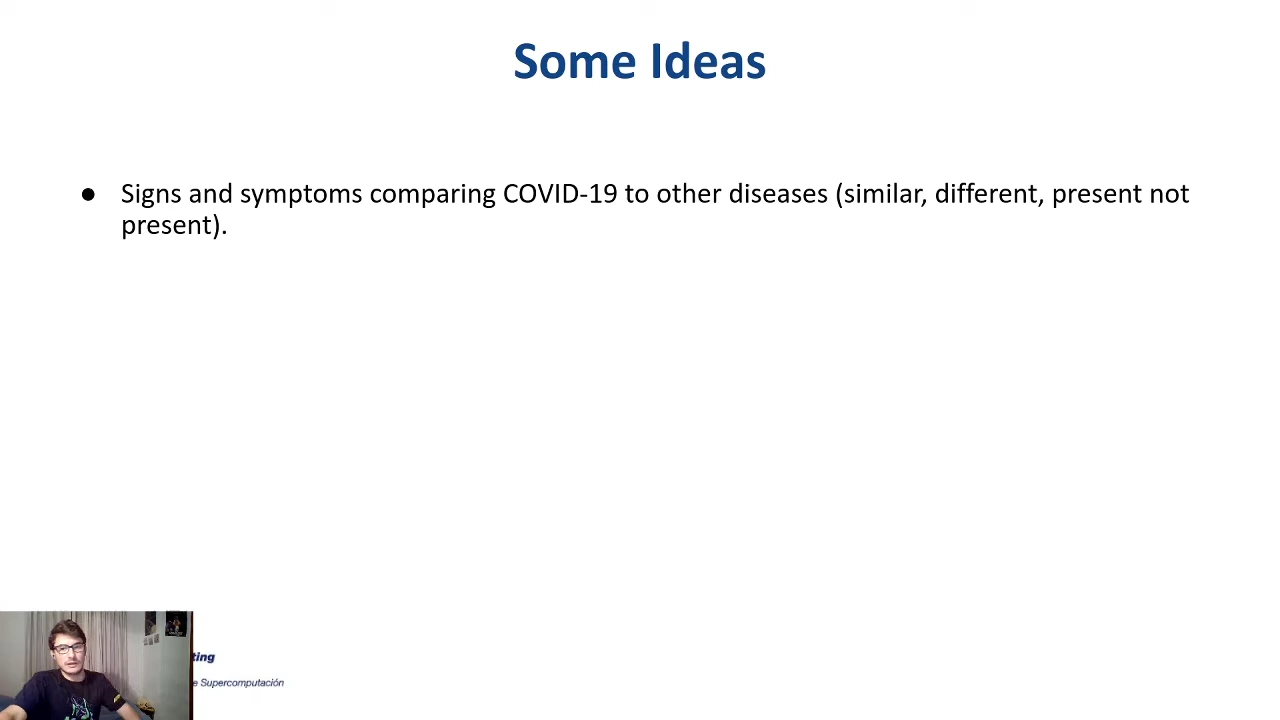 Some Ideas
● Signs and symptoms comparing COVID-19 to other diseases (similar, different, present not
present).
ting
e Supercomputación